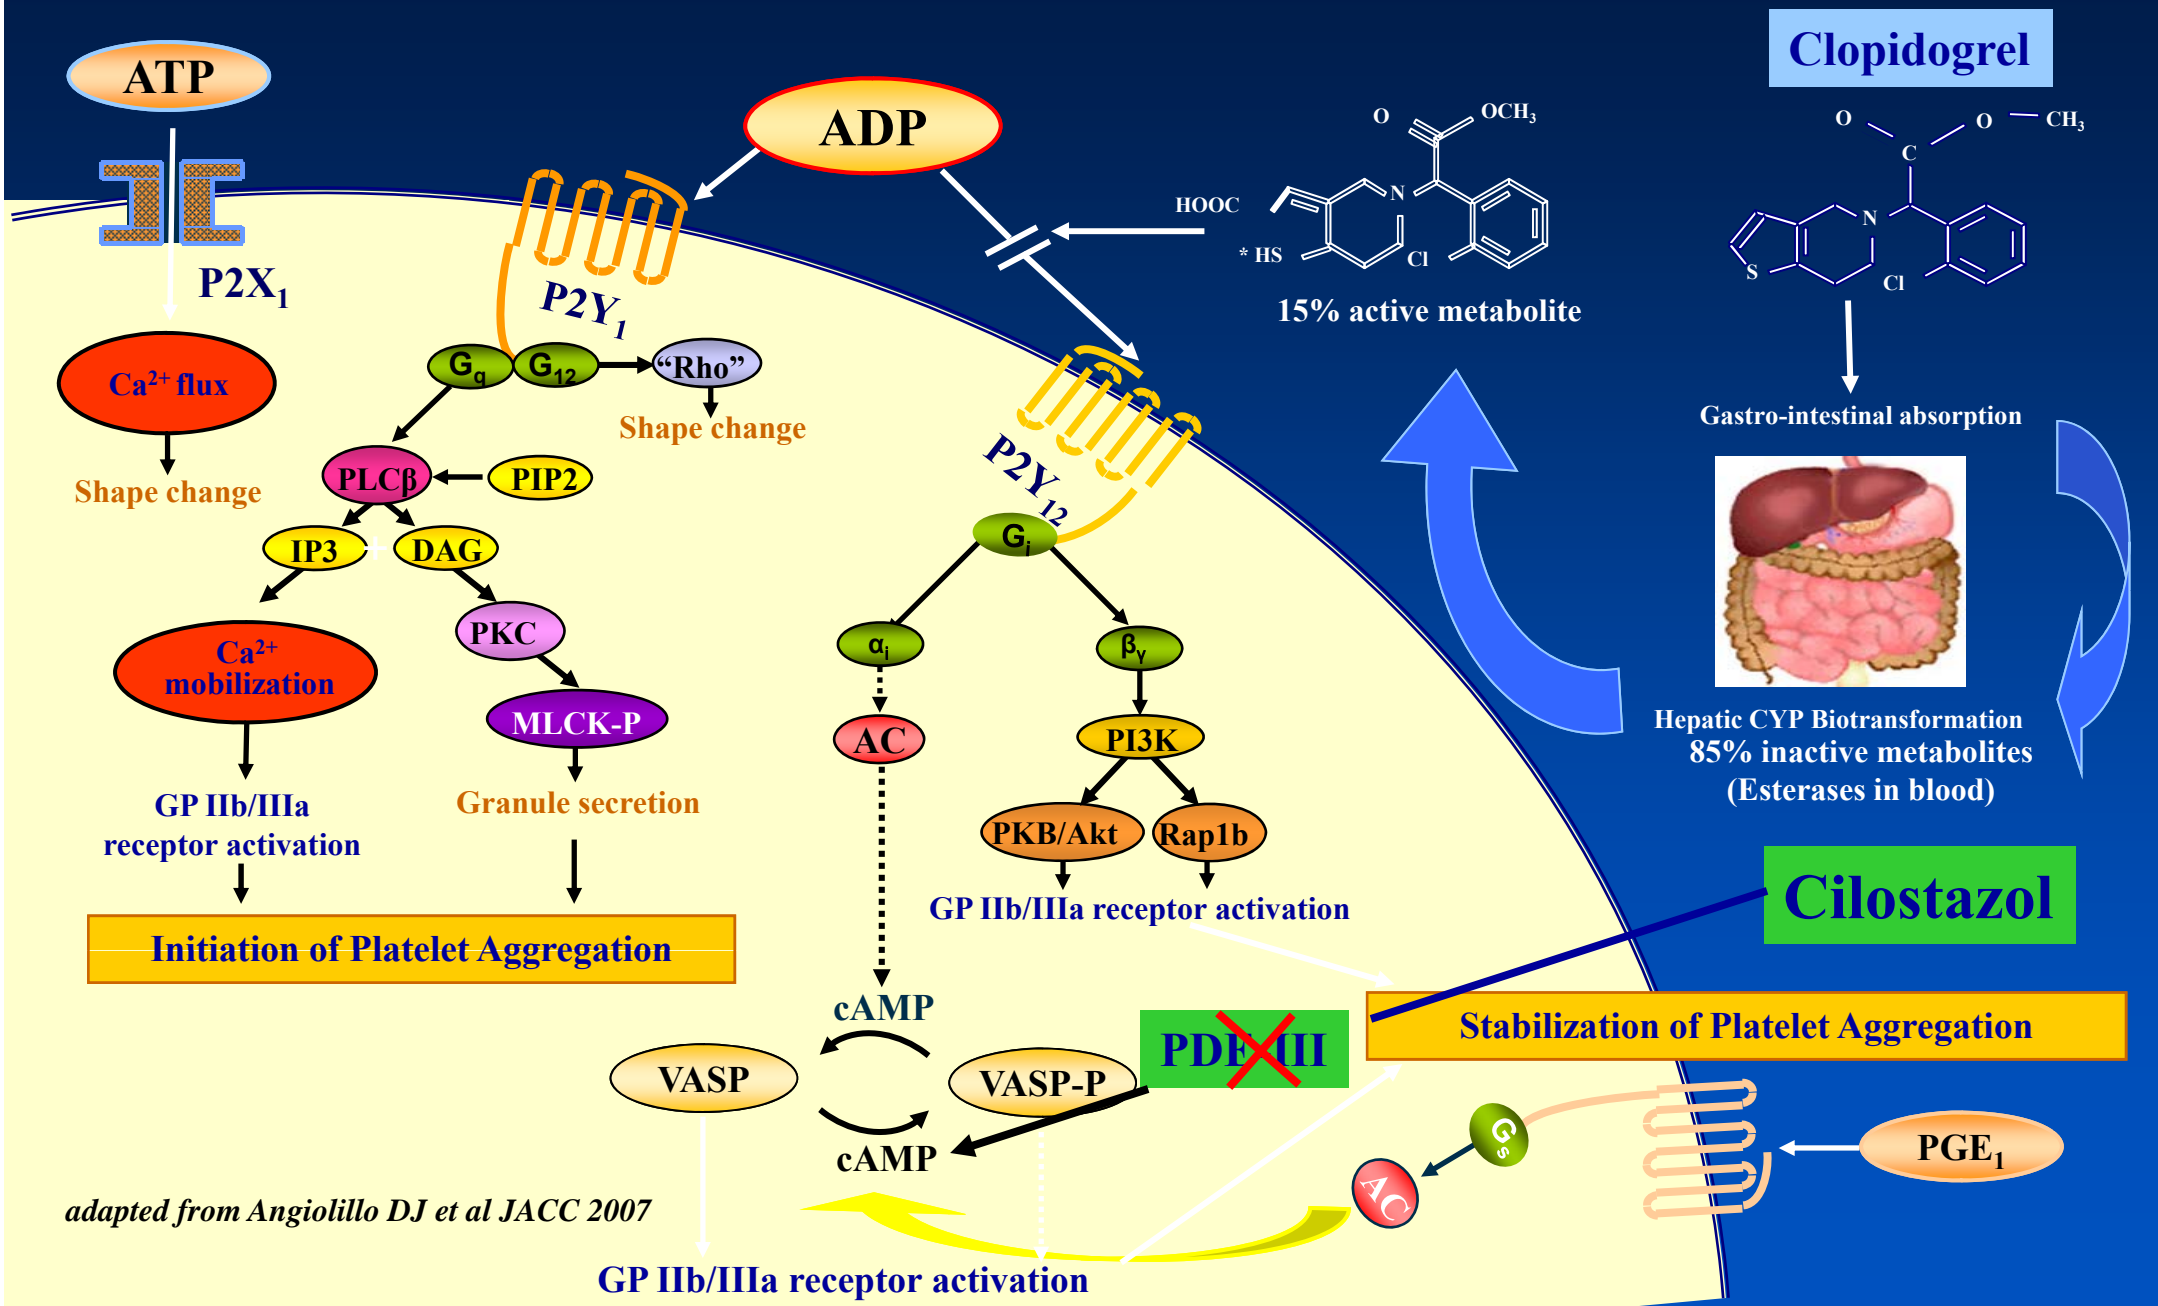 ATP
ADP
Clopidogrel
O
OCH₃
HOOC
N
* HS
Cl
15% active metabolite
O
O
CH₃
C
N
S
Cl
P2X₁
P2Y₁
P2Y₁₂
Ca²⁺ flux
Shape change
Gq
G₁₂
“Rho”
Shape change
PLCβ
PIP2
IP3
+
DAG
Ca²⁺
mobilization
PKC
MLCK-P
GP IIb/IIIa
receptor activation
Granule secretion
Initiation of Platelet Aggregation
Gi
αi
βγ
AC
PI3K
PKB/Akt
Rap1b
GP IIb/IIIa receptor activation
Gastro-intestinal absorption
Hepatic CYP Biotransformation
85% inactive metabolites
(Esterases in blood)
Cilostazol
cAMP
VASP
VASP-P
PDE III
cAMP
Stabilization of Platelet Aggregation
Gs
AC
PGE₁
adapted from Angiolillo DJ et al JACC 2007
GP IIb/IIIa receptor activation